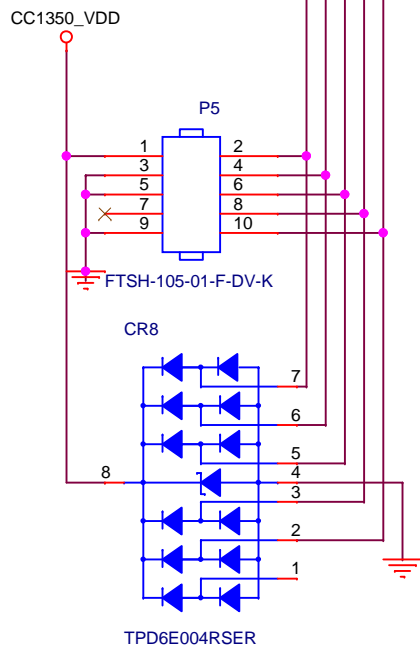 CC1350_VDD
P5
1 2
3 4
5 6
7 8
9 10
FTSH-105-01-F-DV-K
CR8
7
6
5
8 4
3
2
1
TPD6E004RSER